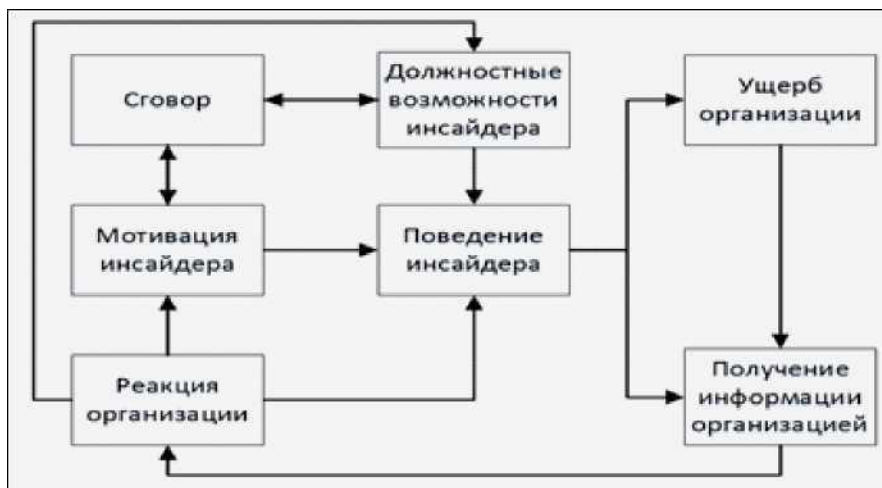 Сговор
Должностные
возможности
инсайдера
Ущерб
организации
Мотивация
инсайдера
Поведение
инсайдера
Реакция
организации
Получение
информации
организацией